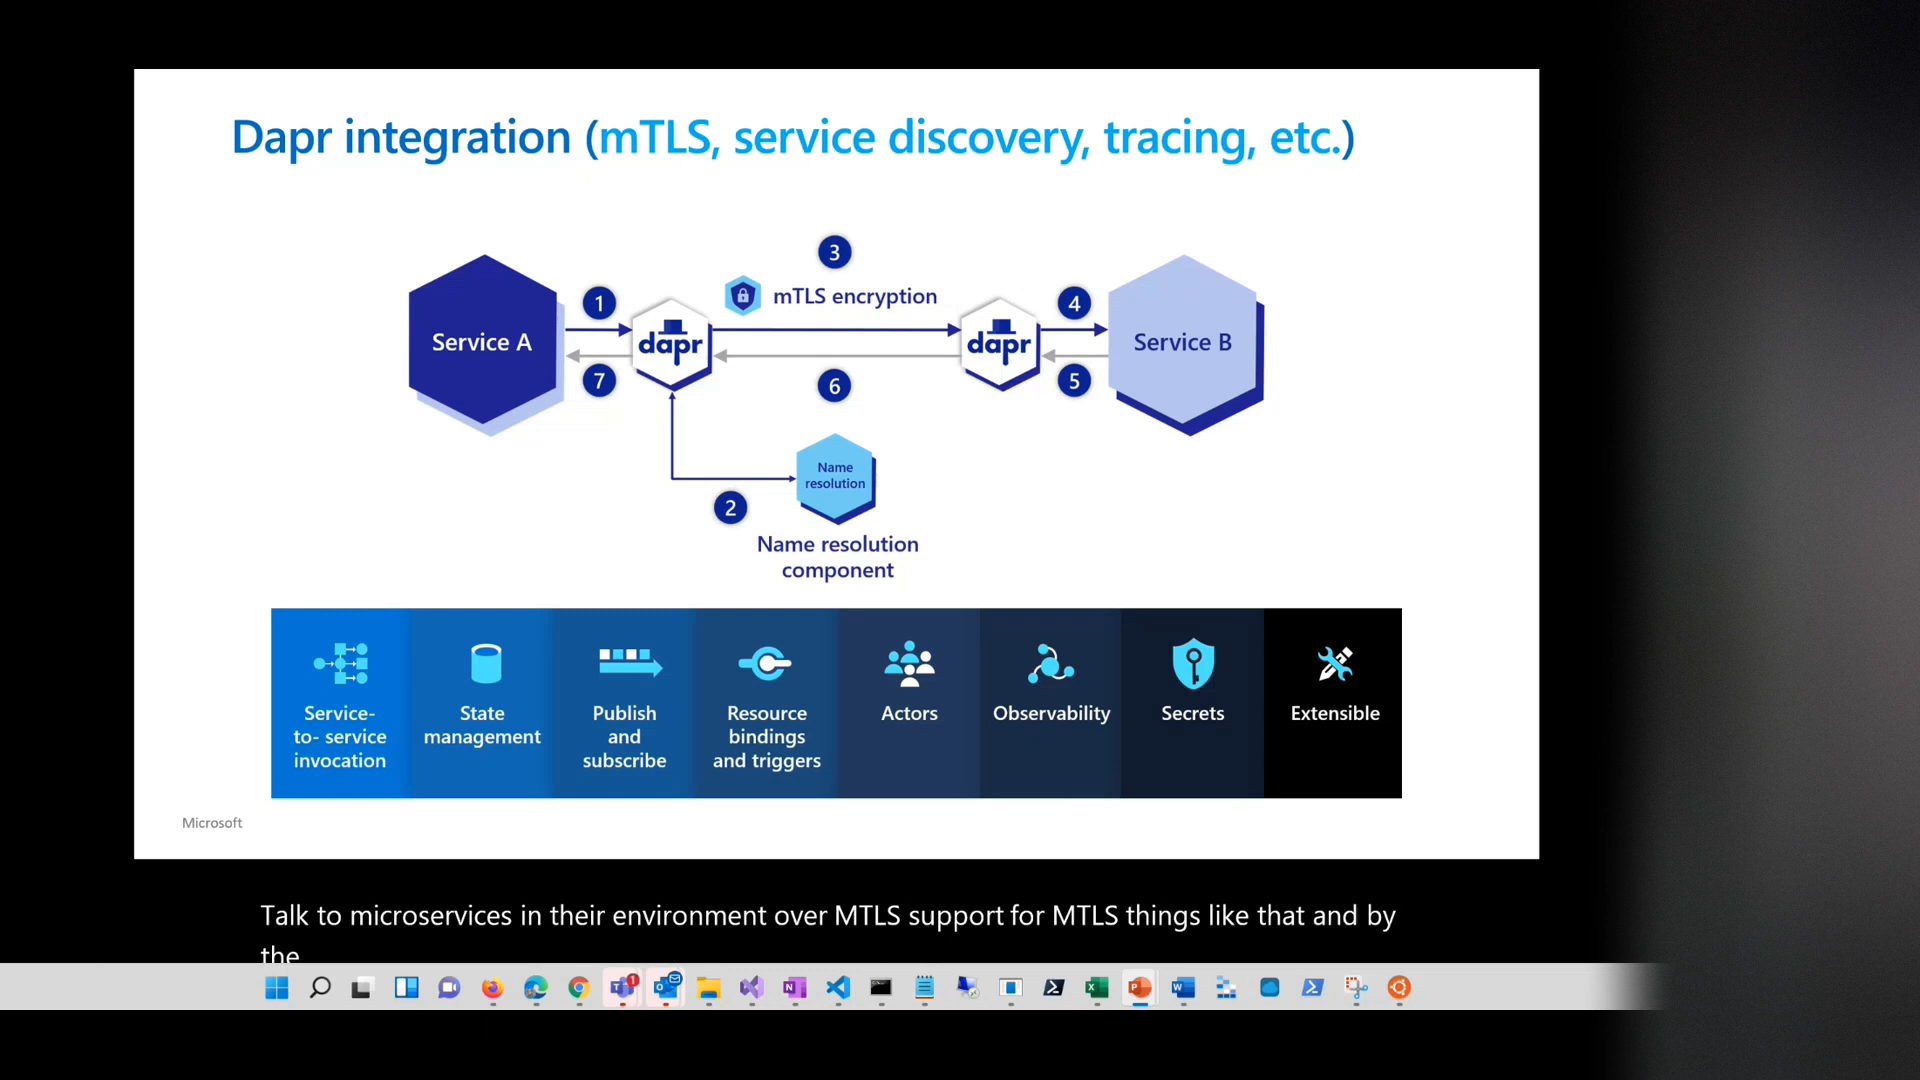 Dapr integration (mTLS, service discovery, tracing, etc.)
3
mTLS encryption
1
4
Service A
dapr
dapr
Service B
7
6
5
Name
resolution
2
Name resolution
component
Service-
to- service
invocation
State
management
Publish
and
subscribe
Resource
bindings
and triggers
Actors
Observability
Secrets
Extensible
Microsoft
Talk to microservices in their environment over MTLS support for MTLS things like that and by
the
1